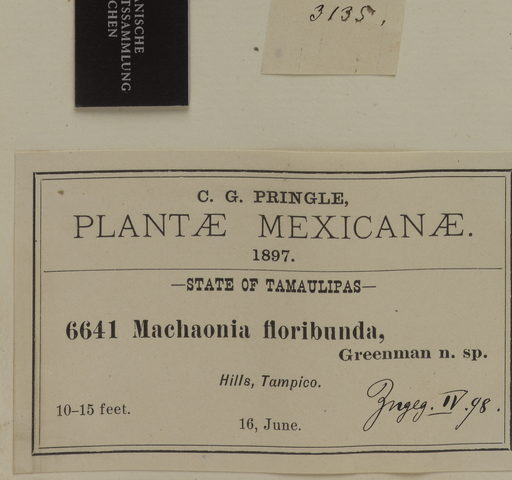 ANISCHE
TSSAMMLUNG
CHEN
3135,
C. G. PRINGLE,
PLANTÆ MEXICANÆ.
1897.
—STATE OF TAMAULIPAS—
6641 Machaonia floribunda,
Greenman n. sp.
Hills, Tampico.
10–15 feet.
16, June.
Zugeg. IV. 98.